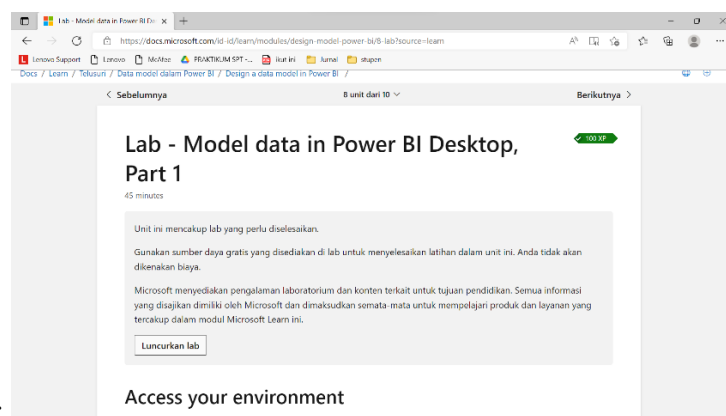 Lab - Model data in Power BI De
https://docs.microsoft.com/id-id/learn/modules/design-model-power-bi/8-lab?source=learn
Lenovo Support Lenovo McAfee PRAKTIKUM SPT -... ikut ini Jurnal stupen
Docs / Learn / Telusuri / Data model dalam Power BI / Design a data model in Power BI /
< Sebelumnya 8 unit dari 10 Berikutnya >
Lab - Model data in Power BI Desktop,
100 XP
Part 1
45 minutes
Unit ini mencakup lab yang perlu diselesaikan.
Gunakan sumber daya gratis yang disediakan di lab untuk menyelesaikan latihan dalam unit ini. Anda tidak akan
dikenakan biaya.
Microsoft menyediakan pengalaman laboratorium dan konten terkait untuk tujuan pendidikan. Semua informasi
yang disajikan dimiliki oleh Microsoft dan dimaksudkan semata-mata untuk mempelajari produk dan layanan yang
tercakup dalam modul Microsoft Learn ini.
Luncurkan lab
Access your environment